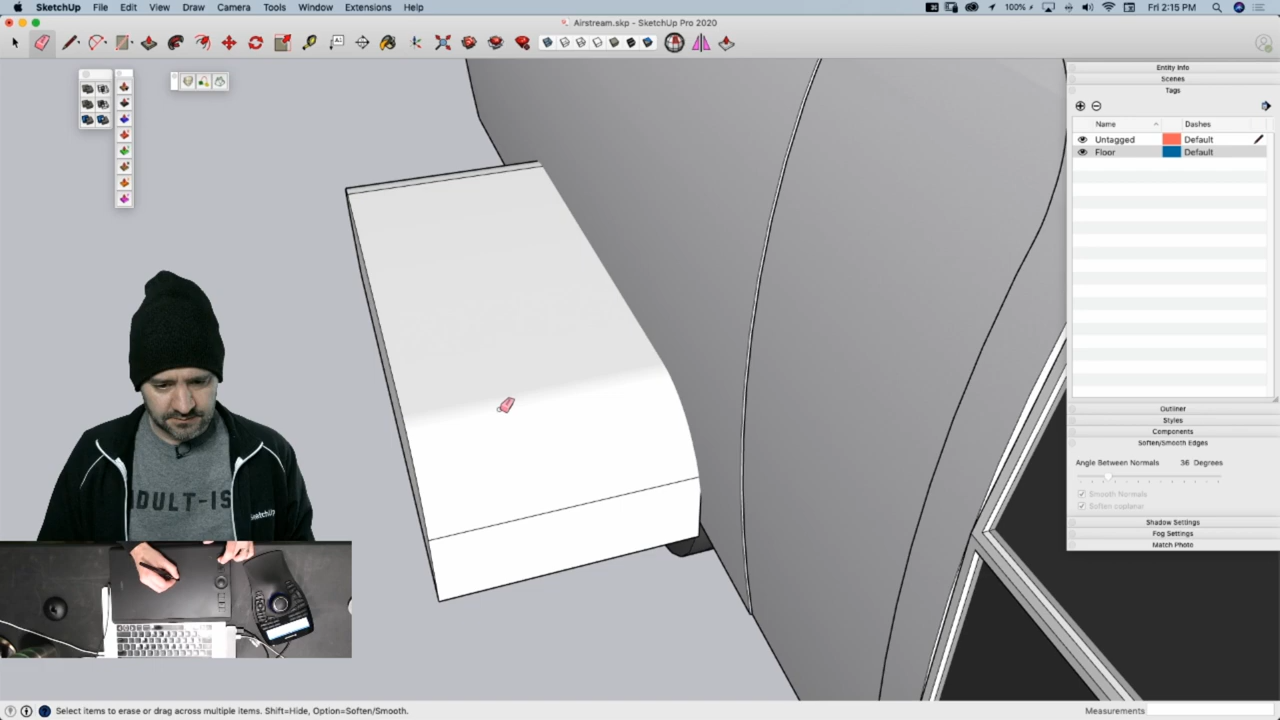 SketchUp File Edit View Draw Camera Tools Window Extensions Help
100% Fri 2:15 PM
Airstream.skp - SketchUp Pro 2020
Entity Info
Scenes
Tags
Name Dashes
Untagged Default
Floor Default
Outliner
Styles
Components
Soften/Smooth Edges
Angle Between Normals 36 Degrees
Smooth Normals
Soften coplanar
Shadow Settings
Fog Settings
Match Photo
DULT-IS
SketchUp
Select items to erase or drag across multiple items. Shift=Hide, Option=Soften/Smooth.
Measurements